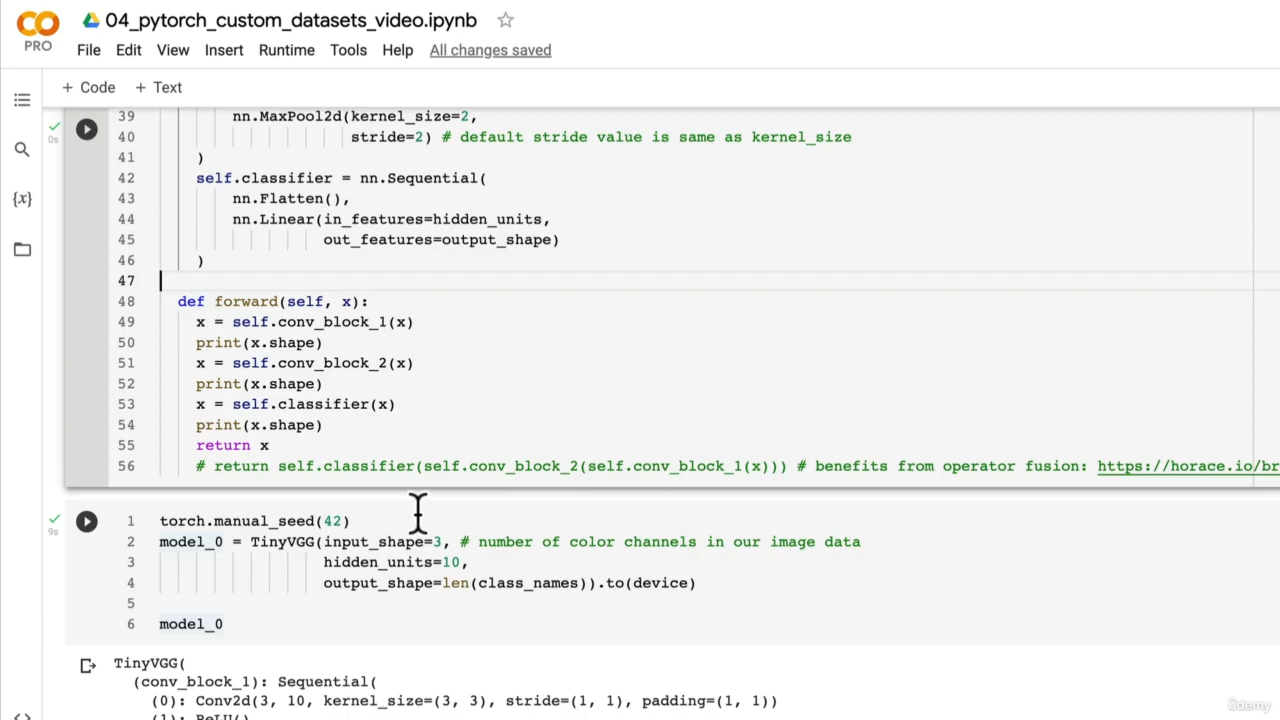 04_pytorch_custom_datasets_video.ipynb
PRO
File Edit View Insert Runtime Tools Help All changes saved
+ Code + Text
39 nn.MaxPool2d(kernel_size=2,
0s
40 stride=2) # default stride value is same as kernel_size
41 )
42 self.classifier = nn.Sequential(
43 nn.Flatten(),
{x}
44 nn.Linear(in_features=hidden_units,
45 out_features=output_shape)
46 )
47
48 def forward(self, x):
49 x = self.conv_block_1(x)
50 print(x.shape)
51 x = self.conv_block_2(x)
52 print(x.shape)
53 x = self.classifier(x)
54 print(x.shape)
55 return x
56 # return self.classifier(self.conv_block_2(self.conv_block_1(x))) # benefits from operator fusion: https://horace.io/br
1 torch.manual_seed(42)
9s
2 model_0 = TinyVGG(input_shape=3, # number of color channels in our image data
3 hidden_units=10,
4 output_shape=len(class_names)).to(device)
5
6 model_0
TinyVGG(
(conv_block_1): Sequential(
(0): Conv2d(3, 10, kernel_size=(3, 3), stride=(1, 1), padding=(1, 1))
(1): ReLU()
ûdemy